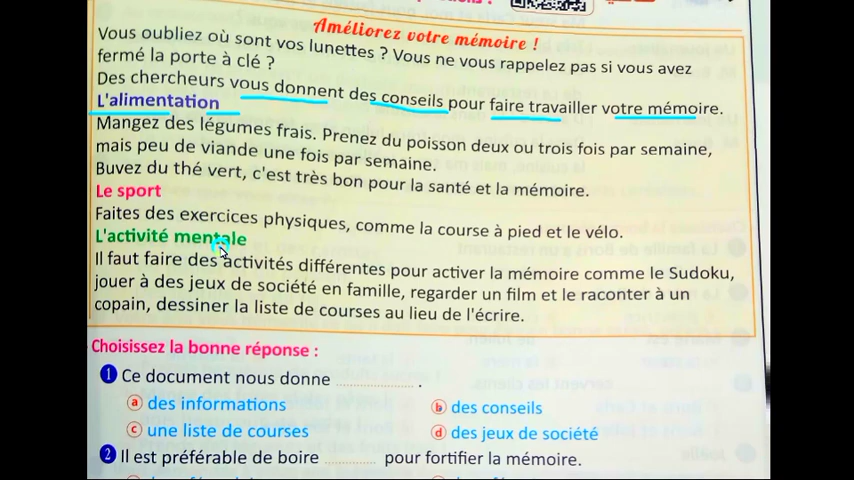 Améliorez votre mémoire !
Vous oubliez où sont vos lunettes ? Vous ne vous rappelez pas si vous avez
fermé la porte à clé ?
Des chercheurs vous donnent des conseils pour faire travailler votre mémoire.
L'alimentation
Mangez des légumes frais. Prenez du poisson deux ou trois fois par semaine,
mais peu de viande une fois par semaine.
Buvez du thé vert, c'est très bon pour la santé et la mémoire.
Le sport
Faites des exercices physiques, comme la course à pied et le vélo.
L'activité mentale
Il faut faire des activités différentes pour activer la mémoire comme le Sudoku,
jouer à des jeux de société en famille, regarder un film et le raconter à un
copain, dessiner la liste de courses au lieu de l'écrire.
Choisissez la bonne réponse :
1 Ce document nous donne .................... .
a des informations b des conseils
c une liste de courses d des jeux de société
2 Il est préférable de boire ............ pour fortifier la mémoire.